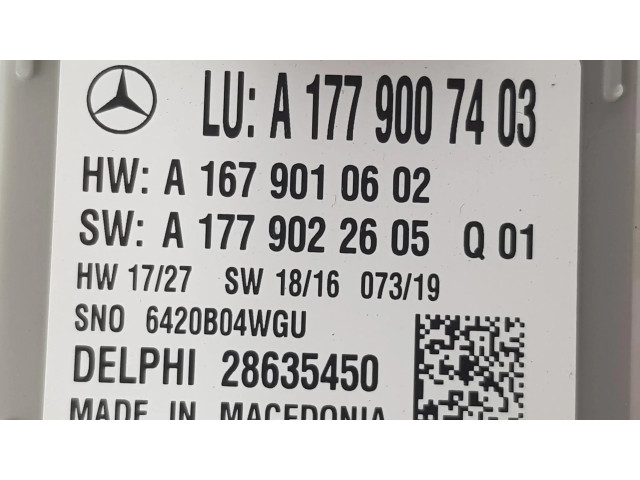 LU: A 177 900 74 03
HW: A 167 901 06 02
SW: A 177 902 26 05 Q 01
HW 17/27 SW 18/16 073/19
SNO 6420B04WGU
DELPHI 28635450
MADE IN MACEDONIA